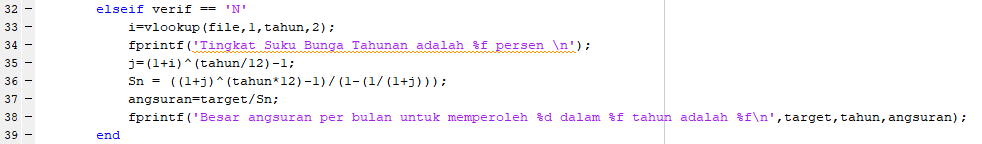 32 - elseif verif == 'N'
33 - i=vlookup(file,1,tahun,2);
34 - fprintf('Tingkat Suku Bunga Tahunan adalah %f persen \n');
35 - j=(1+i)^(tahun/12)-1;
36 - Sn = ((1+j)^(tahun*12)-1)/(1-(1/(1+j)));
37 - angsuran=target/Sn;
38 - fprintf('Besar angsuran per bulan untuk memperoleh %d dalam %f tahun adalah %f\n',target,tahun,angsuran);
39 - end